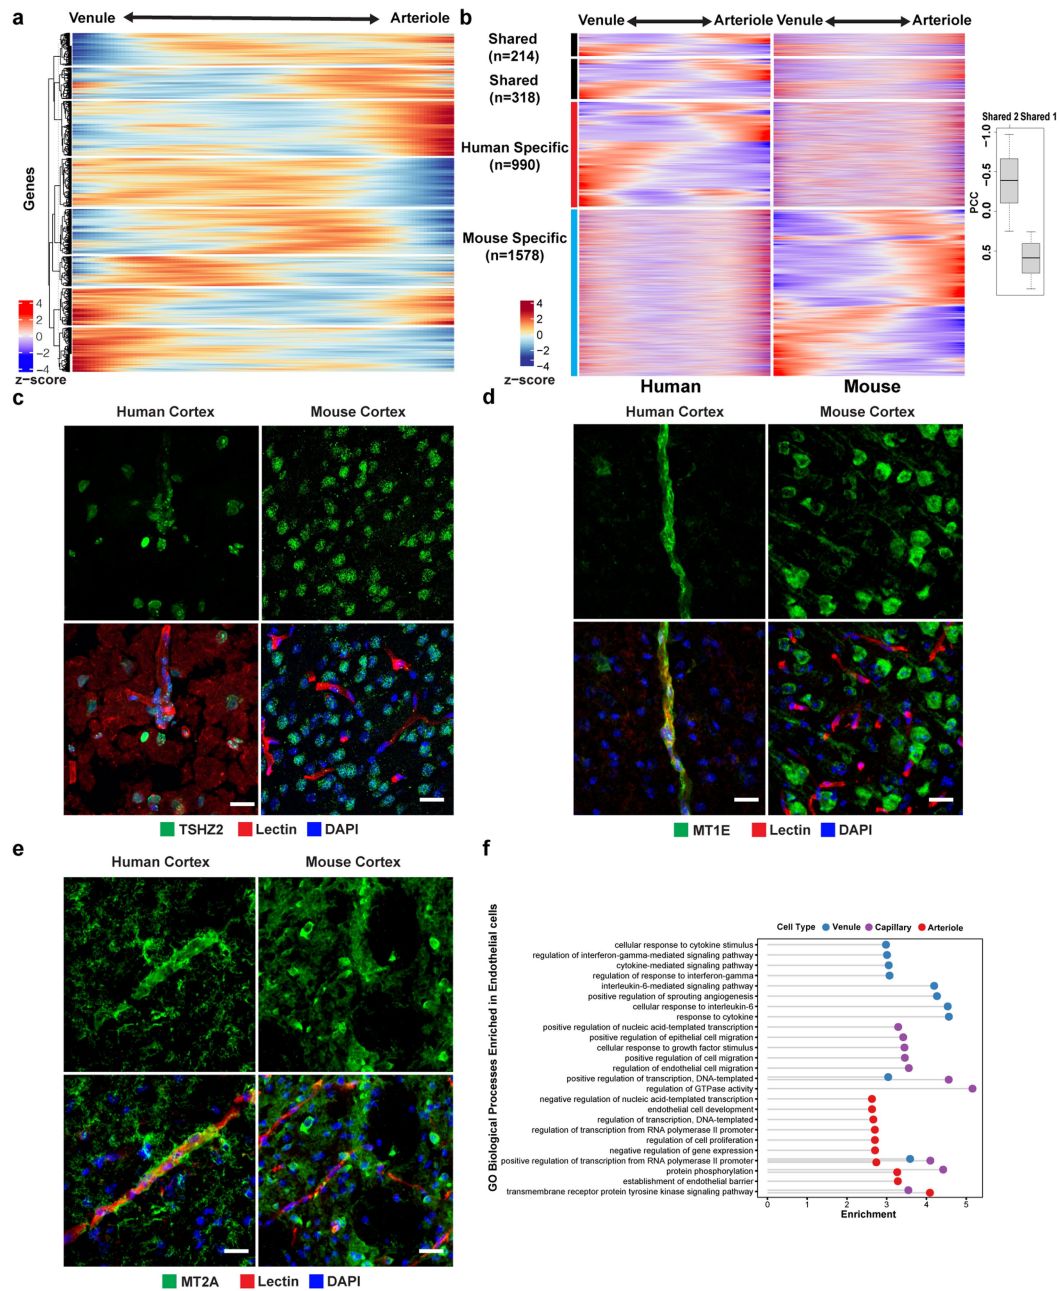 a
Venule
Arteriole
Genes
4
2
0
−2
−4
z−score
b
Venule
Arteriole
Venule
Arteriole
Shared
(n=214)
Shared
(n=318)
Human Specific
(n=990)
Mouse Specific
(n=1578)
4
2
0
−2
−4
z−score
Human
Mouse
Shared 2 Shared 1
PCC
−1.0
−0.5
0.0
0.5
c
Human Cortex
Mouse Cortex
TSHZ2 Lectin DAPI
d
Human Cortex
Mouse Cortex
MT1E Lectin DAPI
e
Human Cortex
Mouse Cortex
MT2A Lectin DAPI
f
Cell Type Venule Capillary Arteriole
GO Biological Processes Enriched in Endothelial cells
cellular response to cytokine stimulus
regulation of interferon-gamma-mediated signaling pathway
cytokine-mediated signaling pathway
regulation of response to interferon-gamma
interleukin-6-mediated signaling pathway
positive regulation of sprouting angiogenesis
cellular response to interleukin-6
response to cytokine
positive regulation of nucleic acid-templated transcription
positive regulation of epithelial cell migration
cellular response to growth factor stimulus
positive regulation of cell migration
regulation of endothelial cell migration
positive regulation of transcription, DNA-templated
regulation of GTPase activity
negative regulation of nucleic acid-templated transcription
endothelial cell development
regulation of transcription, DNA-templated
regulation of transcription from RNA polymerase II promoter
regulation of cell proliferation
negative regulation of gene expression
positive regulation of transcription from RNA polymerase II promoter
protein phosphorylation
establishment of endothelial barrier
transmembrane receptor protein tyrosine kinase signaling pathway
0 1 2 3 4 5
Enrichment